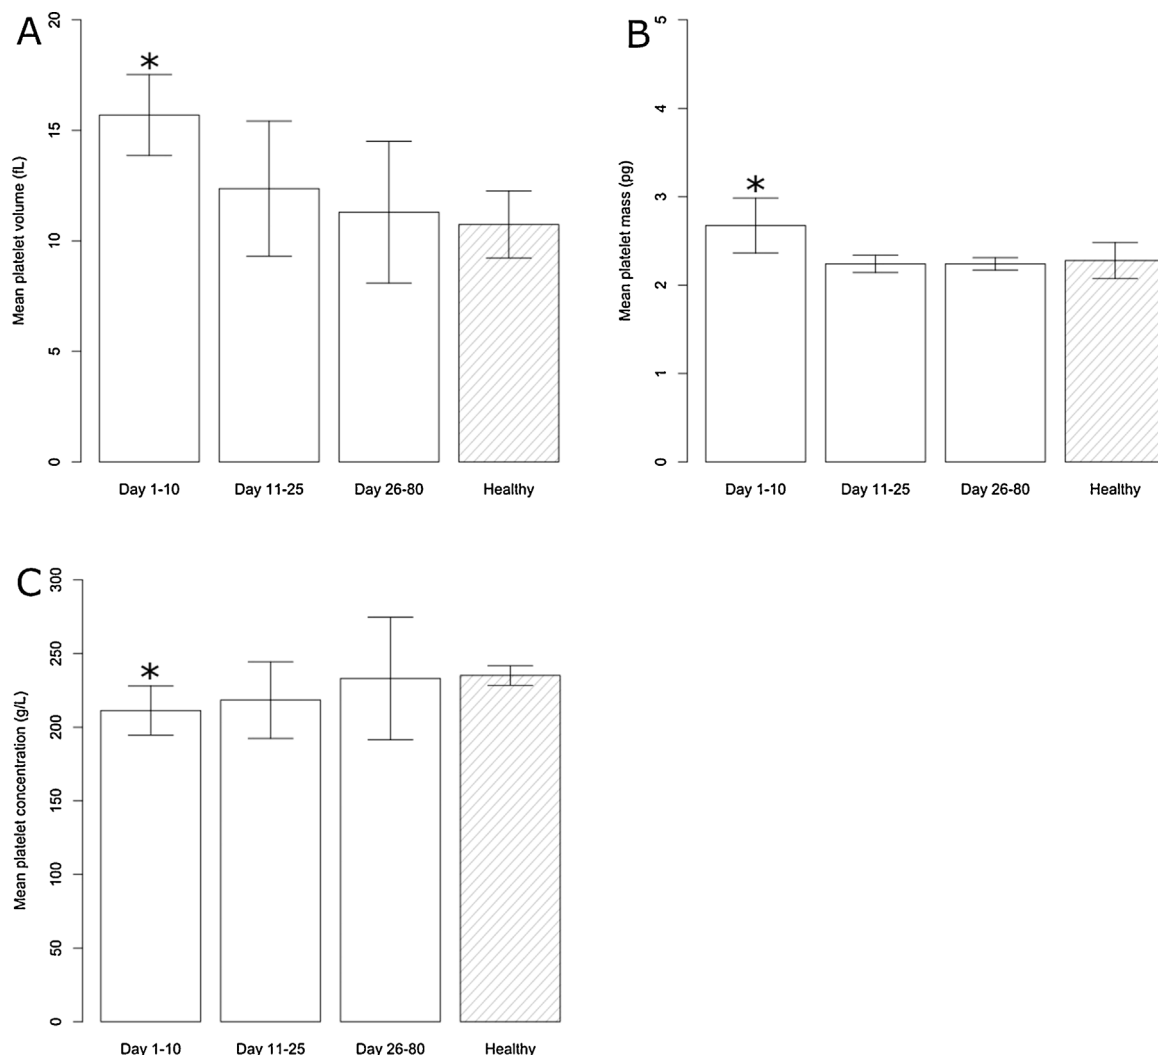 A
Mean platelet volume (fL)
0
5
10
15
20
*
Day 1-10
Day 11-25
Day 26-80
Healthy
B
Mean platelet mass (pg)
0
1
2
3
4
5
*
Day 1-10
Day 11-25
Day 26-80
Healthy
C
Mean platelet concentration (g/L)
0
50
100
150
200
250
300
*
Day 1-10
Day 11-25
Day 26-80
Healthy